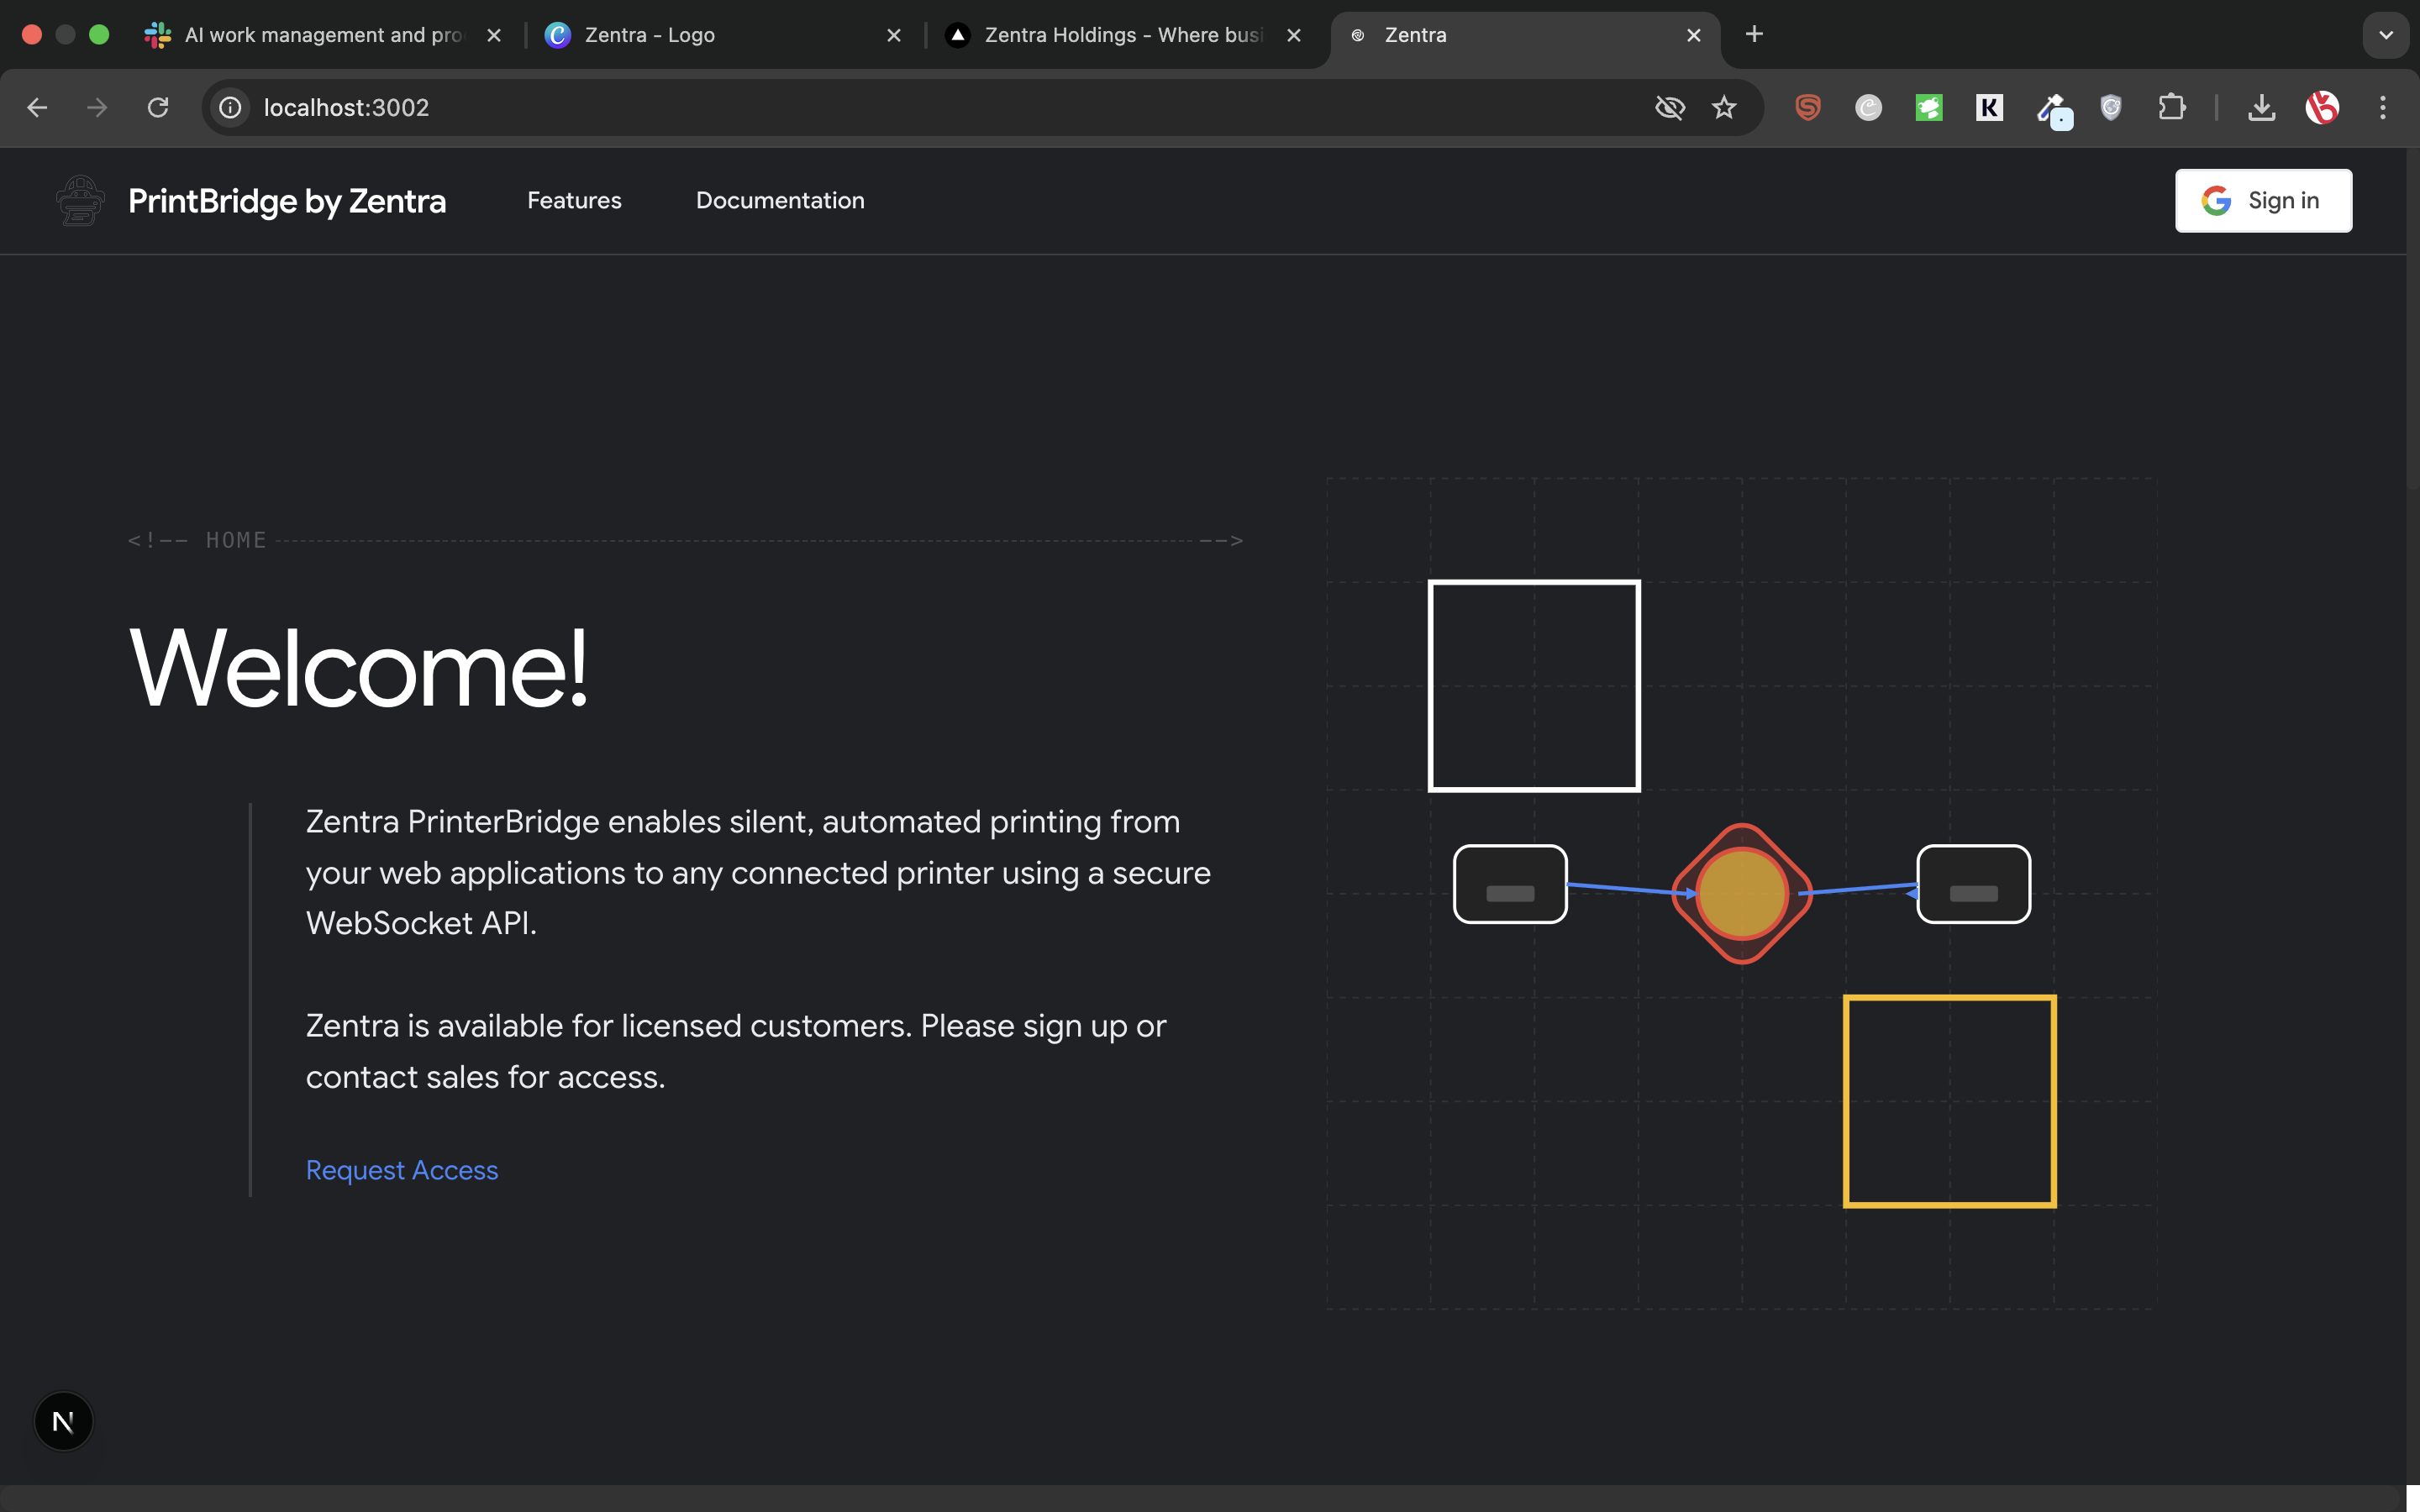 AI work management and pro
Zentra - Logo
Zentra Holdings - Where busi
Zentra
localhost:3002
PrintBridge by Zentra
Features
Documentation
Sign in
<!-- HOME -->
Welcome!
Zentra PrinterBridge enables silent, automated printing from
your web applications to any connected printer using a secure
WebSocket API.
Zentra is available for licensed customers. Please sign up or
contact sales for access.
Request Access
N